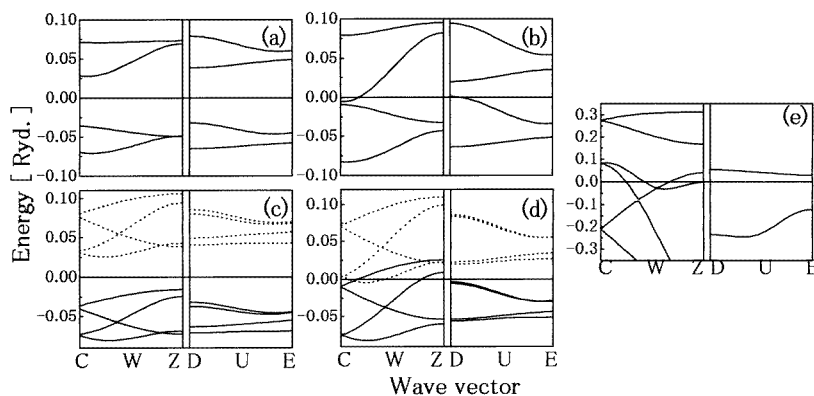 0.10
0.05
0.00
−0.05
−0.10
(a)
0.10
0.05
0.00
−0.05
−0.10
(b)
0.10
0.05
0.00
−0.05
(c)
C W Z D U E
0.10
0.05
0.00
−0.05
(d)
C W Z D U E
0.3
0.2
0.1
0.0
-0.1
-0.2
-0.3
(e)
C W Z D U E
Energy [Ryd.]
Wave vector